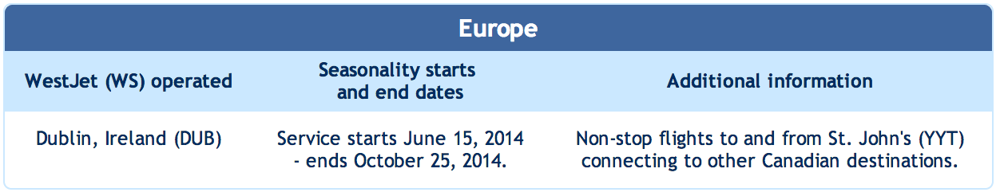 Europe
WestJet (WS) operated
Seasonality starts
and end dates
Additional information
Dublin, Ireland (DUB)
Service starts June 15, 2014
- ends October 25, 2014.
Non-stop flights to and from St. John's (YYT)
connecting to other Canadian destinations.